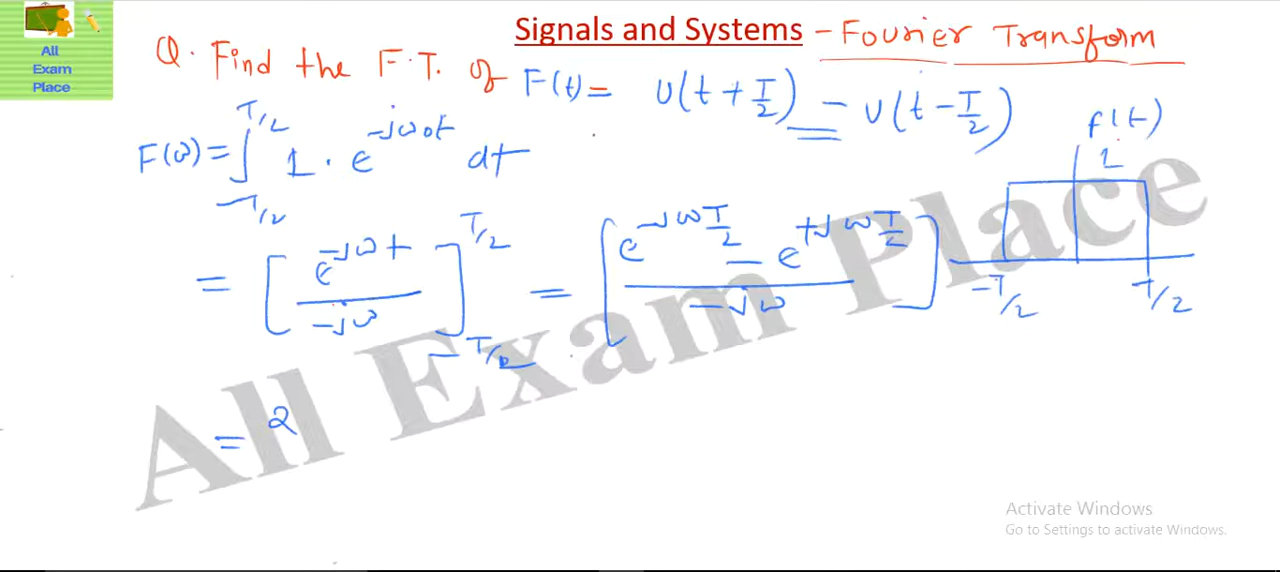 All
Exam
Place
Signals and Systems - Fourier Transform
Q. Find the F.T. of F(t) = U(t + T/2) - U(t - T/2)
F(ω) = ∫_{-T/2}^{T/2} 1 · e^{-jωot} dt
f(t)
1
= [e^{-jωt} / -jω]_{-T/2}^{T/2} = [e^{-jωT/2} - e^{+jωT/2} / -jω]
-T/2 T/2
= 2
All Exam Place
Activate Windows
Go to Settings to activate Windows.